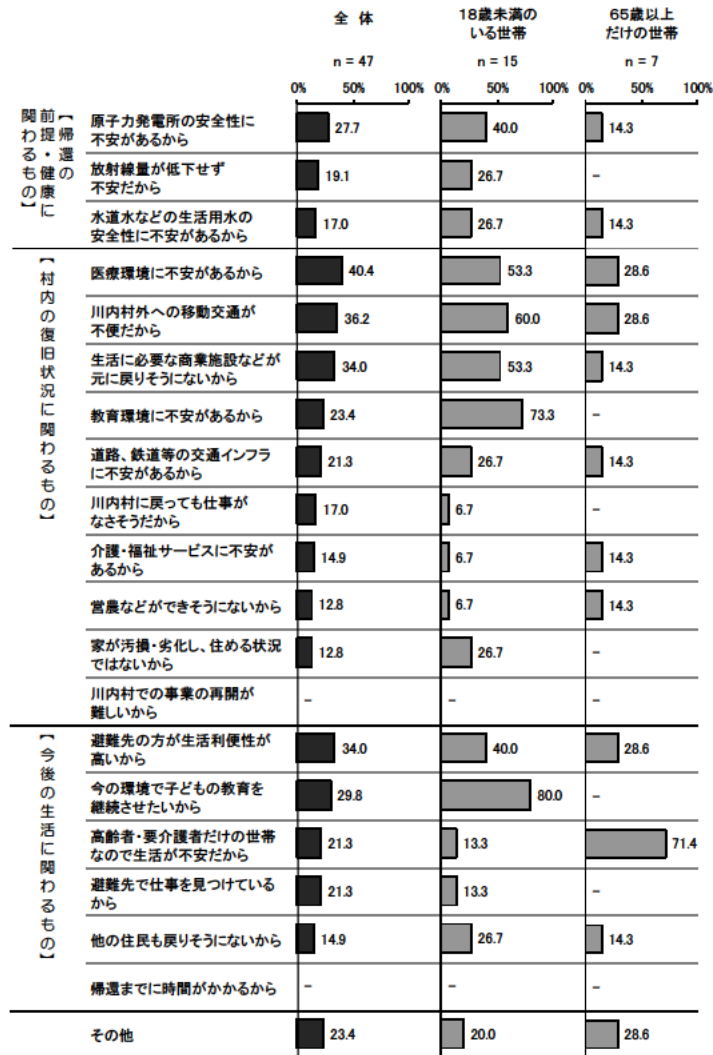 全 体
18歳未満の
いる世帯
65歳以上
だけの世帯
n = 47
n = 15
n = 7
0% 50% 100%
0% 50% 100%
0% 50% 100%
【帰還の
前提・健康に
関わるもの】
原子力発電所の安全性に
不安があるから
27.7 40.0 14.3
放射線量が低下せず
不安だから
19.1 26.7 –
水道水などの生活用水の
安全性に不安があるから
17.0 26.7 14.3
【村内の復旧状況に関わるもの】
医療環境に不安があるから
40.4 53.3 28.6
川内村外への移動交通が
不便だから
36.2 60.0 28.6
生活に必要な商業施設などが
元に戻りそうにないから
34.0 53.3 14.3
教育環境に不安があるから
23.4 73.3 –
道路、鉄道等の交通インフラ
に不安があるから
21.3 26.7 14.3
川内村に戻っても仕事が
なさそうだから
17.0 6.7 –
介護・福祉サービスに不安が
あるから
14.9 6.7 14.3
営農などができそうにないから
12.8 6.7 14.3
家が汚損・劣化し、住める状況
ではないから
12.8 26.7 –
川内村での事業の再開が
難しいから
– – –
【今後の生活に関わるもの】
避難先の方が生活利便性が
高いから
34.0 40.0 28.6
今の環境で子どもの教育を
継続させたいから
29.8 80.0 –
高齢者・要介護者だけの世帯
なので生活が不安だから
21.3 13.3 71.4
避難先で仕事を見つけている
から
21.3 13.3 –
他の住民も戻りそうにないから
14.9 26.7 14.3
帰還までに時間がかかるから
– – –
その他
23.4 20.0 28.6